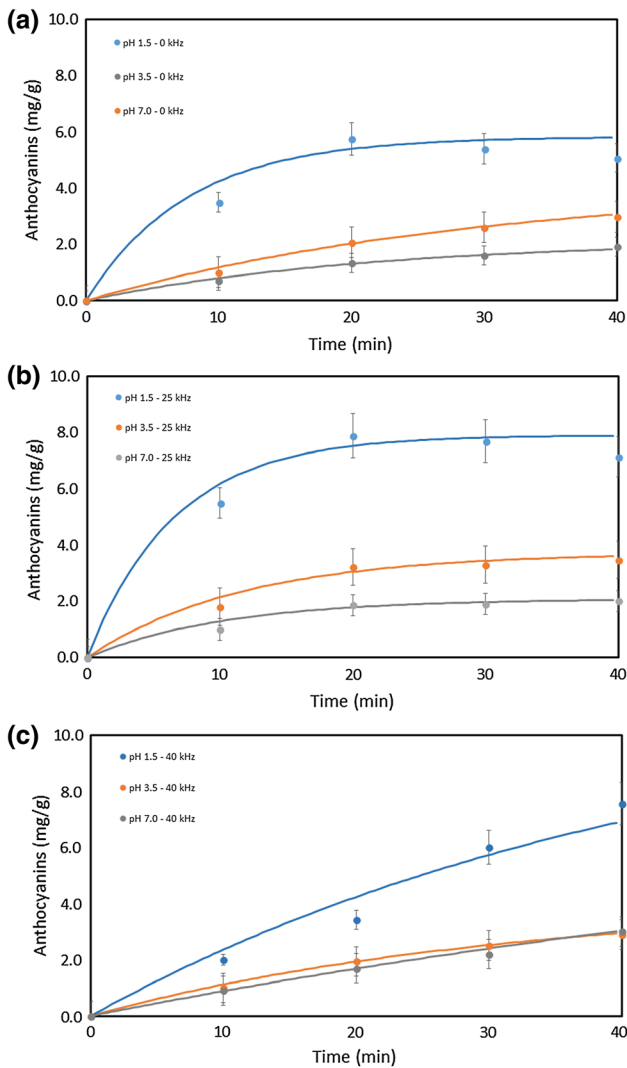 (a)
10.0
8.0
6.0
4.0
2.0
0.0
Anthocyanins (mg/g)
pH 1.5 - 0 kHz
pH 3.5 - 0 kHz
pH 7.0 - 0 kHz
0 10 20 30 40
Time (min)
(b)
10.0
8.0
6.0
4.0
2.0
0.0
Anthocyanins (mg/g)
pH 1.5 - 25 kHz
pH 3.5 - 25 kHz
pH 7.0 - 25 kHz
0 10 20 30 40
Time (min)
(c)
10.0
8.0
6.0
4.0
2.0
0.0
Anthocyanins (mg/g)
pH 1.5 - 40 kHz
pH 3.5 - 40 kHz
pH 7.0 - 40 kHz
0 10 20 30 40
Time (min)